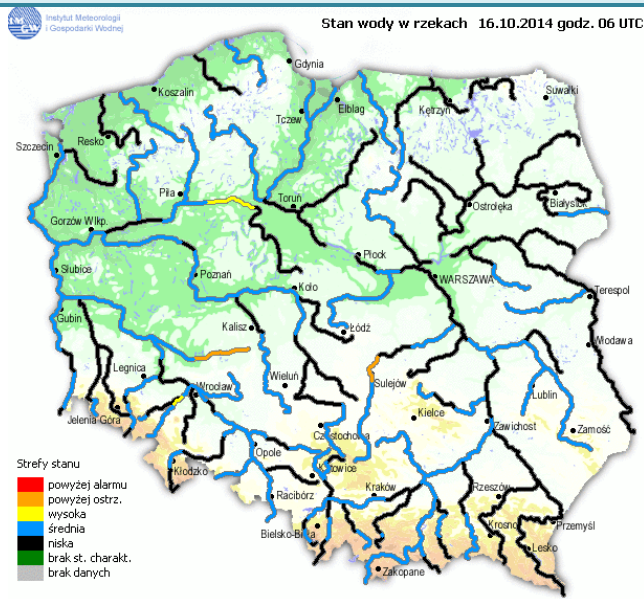 Instytut Meteorologii
i Gospodarki Wodnej
Stan wody w rzekach 16.10.2014 godz. 06 UTC
Gdynia
Koszalin
Suwałki
Tczew
Elbląg
Kętrzyn
Resko
Szczecin
Piła
Toruń
Ostrołęka
Białystok
Gorzów Wlkp.
Płock
Słubice
Poznań
Koło
WARSZAWA
Terespol
Gubin
Kalisz
Łódź
Włodawa
Legnica
Wrocław
Wieluń
Sulejów
Lublin
Jelenia-Góra
Kielce
Zawichost
Zamość
Częstochowa
Opole
Kłodzko
Katowice
Racibórz
Kraków
Rzeszów
Bielsko-Biała
Krosno
Przemyśl
Lesko
Zakopane
Strefy stanu
powyżej alarmu
powyżej ostrz.
wysoka
średnia
niska
brak st. charakt.
brak danych